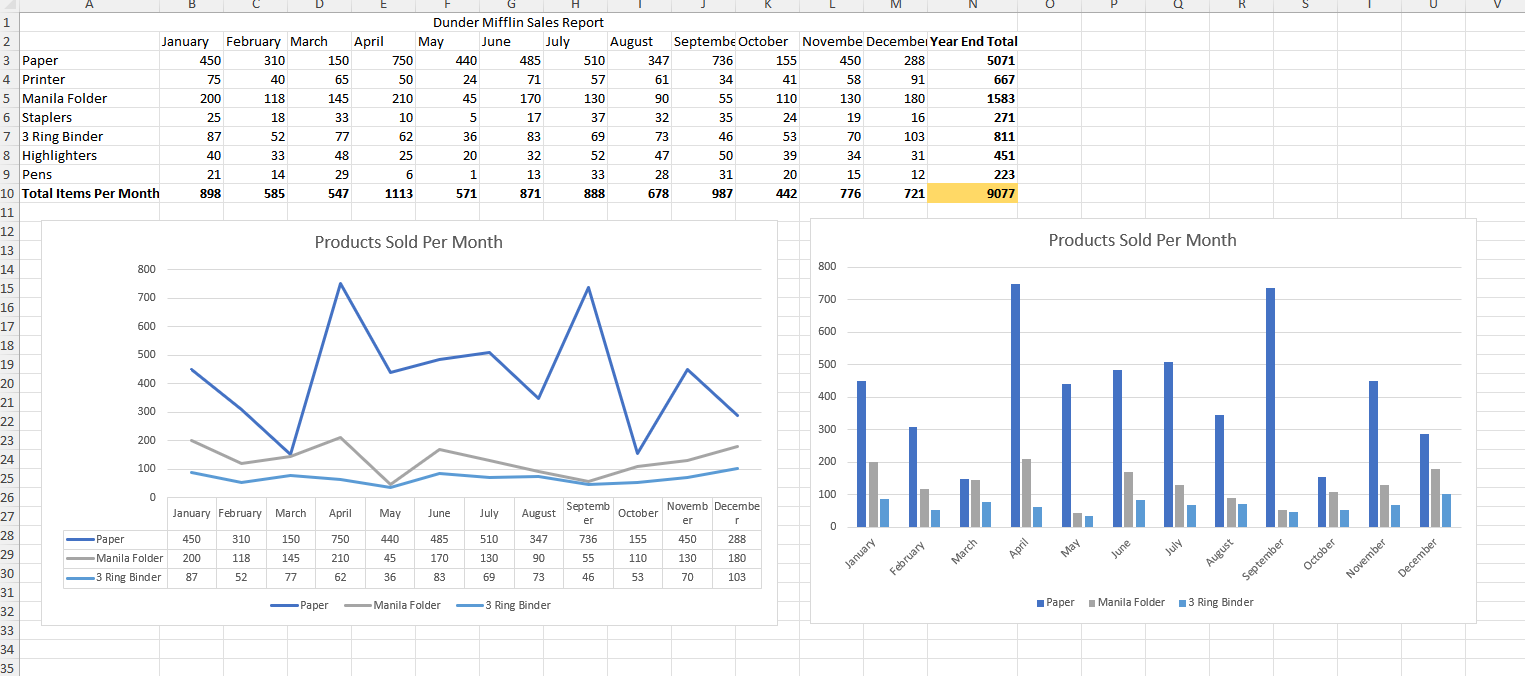 A B C D E F G H I J K L M N O P Q R S T U V
1 Dunder Mifflin Sales Report
2 January February March April May June July August Septembe October Novembe December Year End Total
3 Paper 450 310 150 750 440 485 510 347 736 155 450 288 5071
4 Printer 75 40 65 50 24 71 57 61 34 41 58 91 667
5 Manila Folder 200 118 145 210 45 170 130 90 55 110 130 180 1583
6 Staplers 25 18 33 10 5 17 37 32 35 24 19 16 271
7 3 Ring Binder 87 52 77 62 36 83 69 73 46 53 70 103 811
8 Highlighters 40 33 48 25 20 32 52 47 50 39 34 31 451
9 Pens 21 14 29 6 1 13 33 28 31 20 15 12 223
10 Total Items Per Month 898 585 547 1113 571 871 888 678 987 442 776 721 9077
11
12
13
14
15
16
17
18
19
20
21
22
23
24
25
26
27
28
29
30
31
32
33
34
35
Products Sold Per Month
800
700
600
500
400
300
200
100
0
January February March April May June July August Septemb er October Novemb er Decembe r
Paper 450 310 150 750 440 485 510 347 736 155 450 288
Manila Folder 200 118 145 210 45 170 130 90 55 110 130 180
3 Ring Binder 87 52 77 62 36 83 69 73 46 53 70 103
Paper Manila Folder 3 Ring Binder
Products Sold Per Month
800
700
600
500
400
300
200
100
0
January February March April May June July August September October November December
Paper Manila Folder 3 Ring Binder